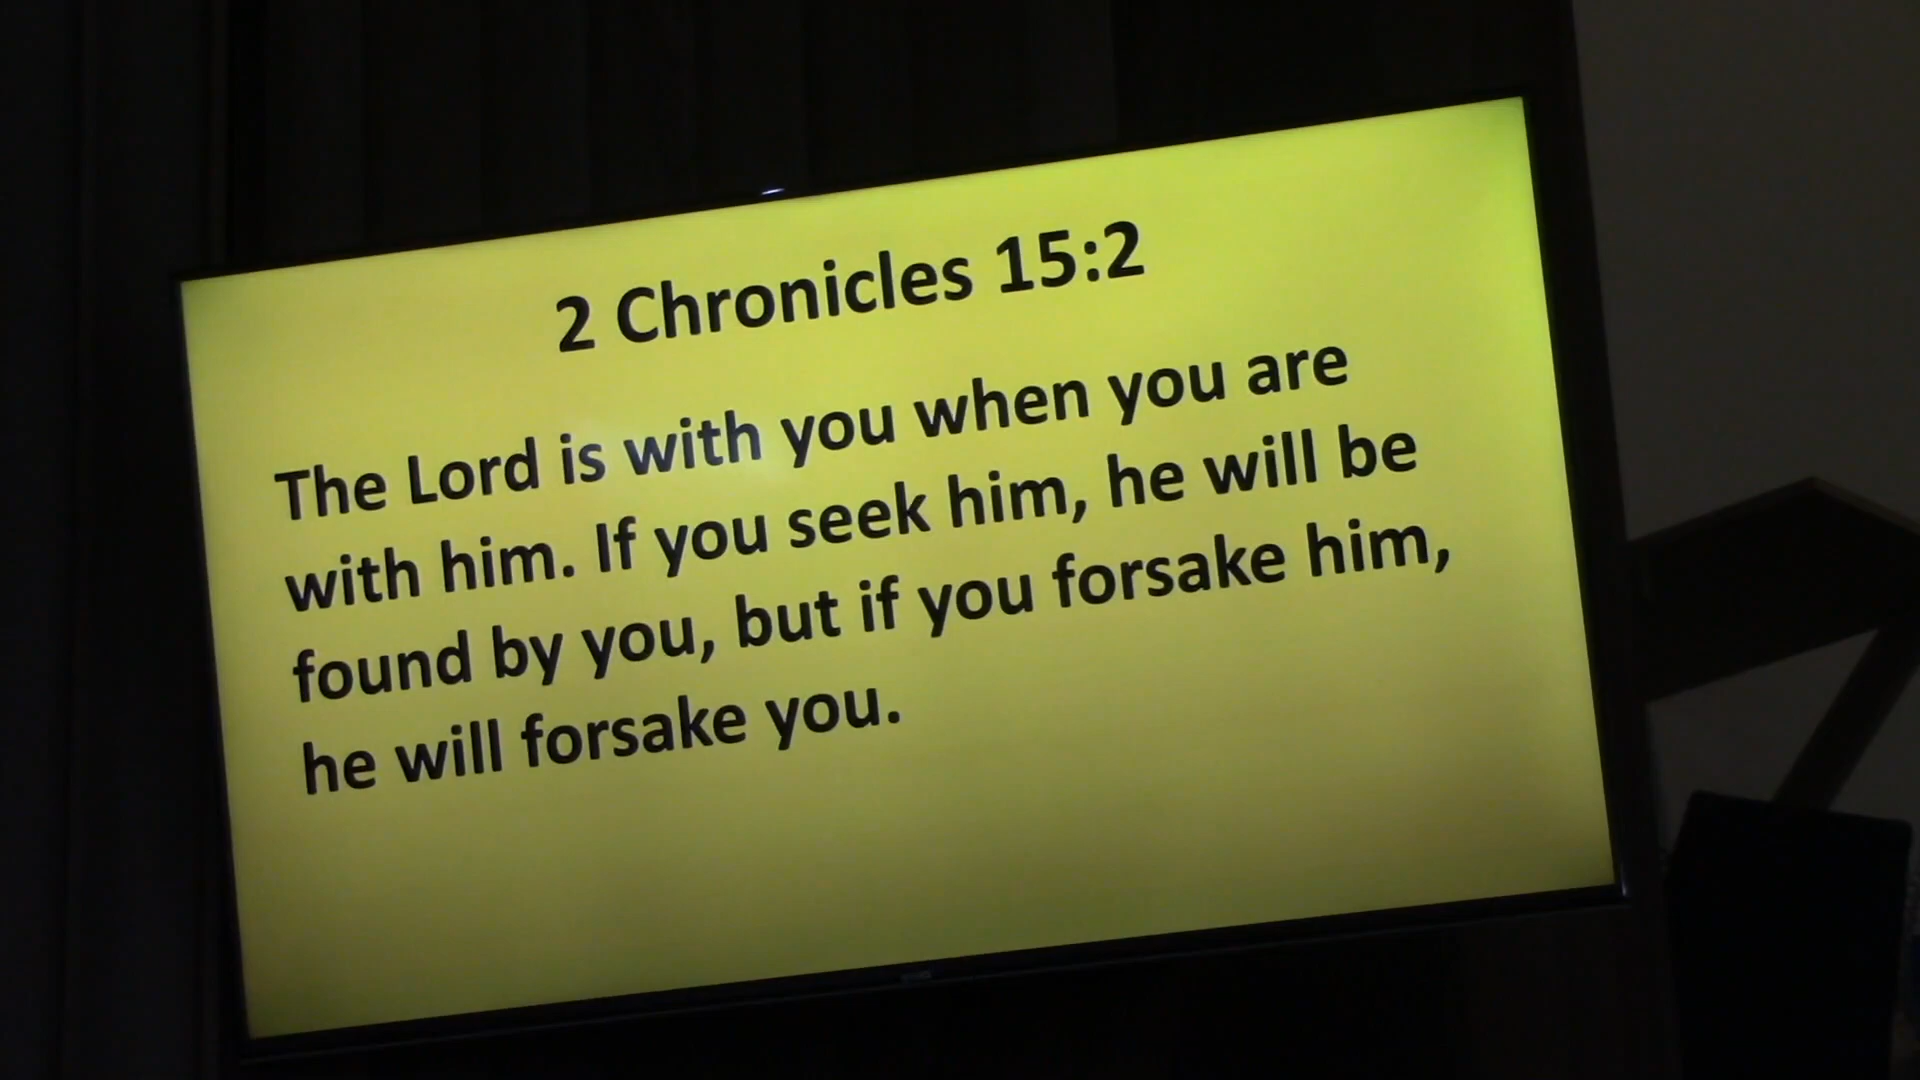 2 Chronicles 15:2
The Lord is with you when you are
with him. If you seek him, he will be
found by you, but if you forsake him,
he will forsake you.